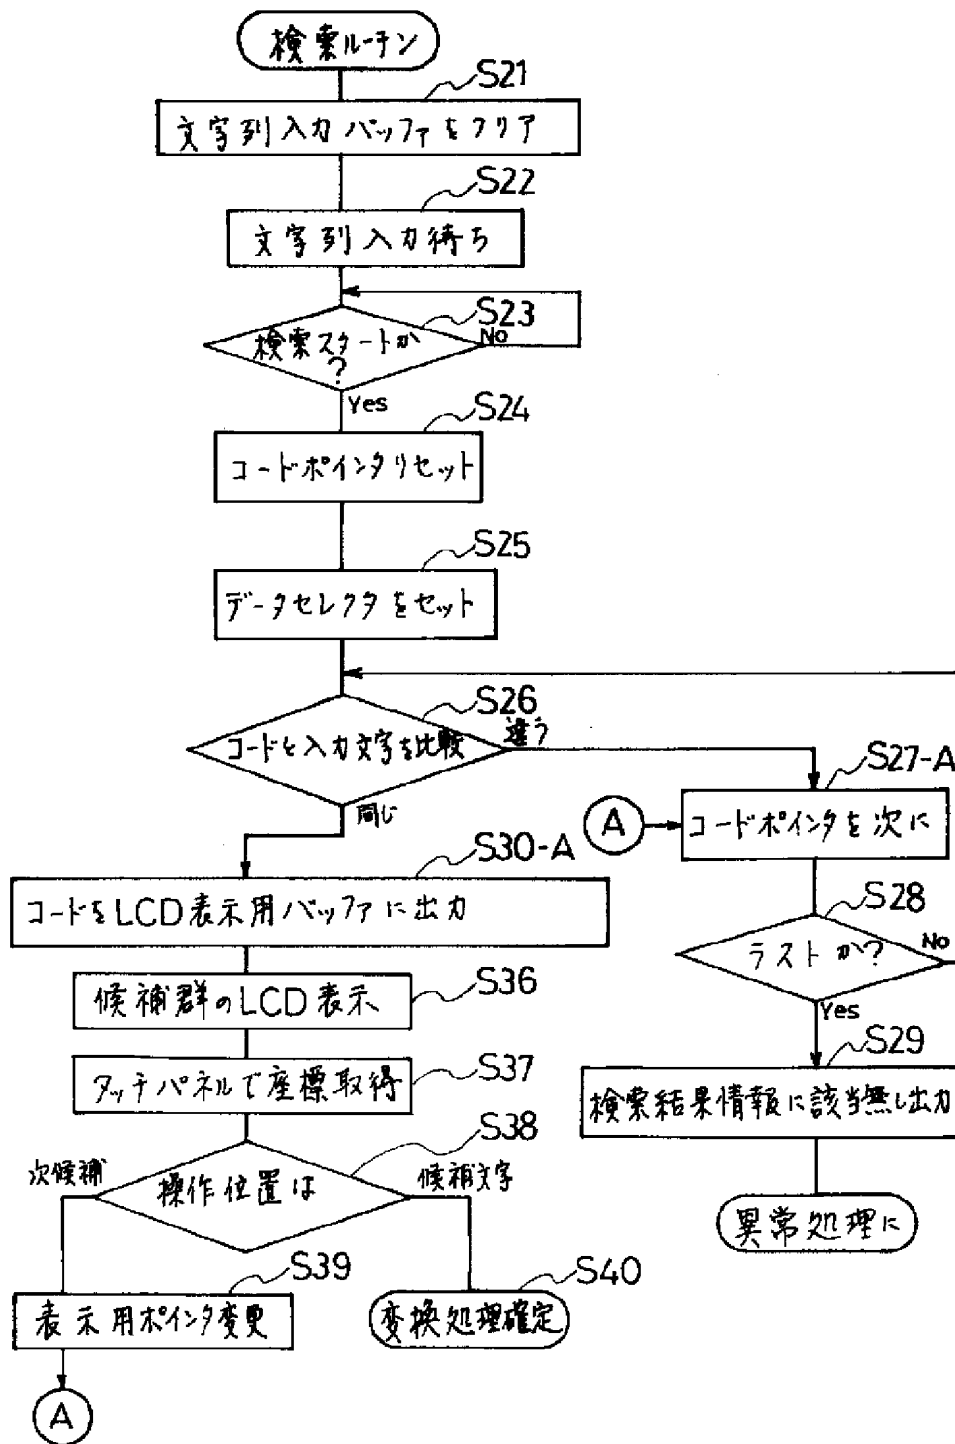 検索ルーチン
S21
文字列入力バッファをクリア
S22
文字列入力待ち
S23
検索スタートか
?
No
Yes
S24
コードポインタリセット
S25
データセレクタをセット
S26
コードと入力文字を比較
違う
同じ
S27-A
A
コードポインタを次に
S28
ラストか?
No
Yes
S29
検索結果情報に該当無し出力
異常処理に
S30-A
コードをLCD表示用バッファに出力
S36
候補群のLCD表示
S37
タッチパネルで座標取得
S38
操作位置は
次候補
候補文字
S39
表示用ポインタ変更
S40
変換処理確定
A